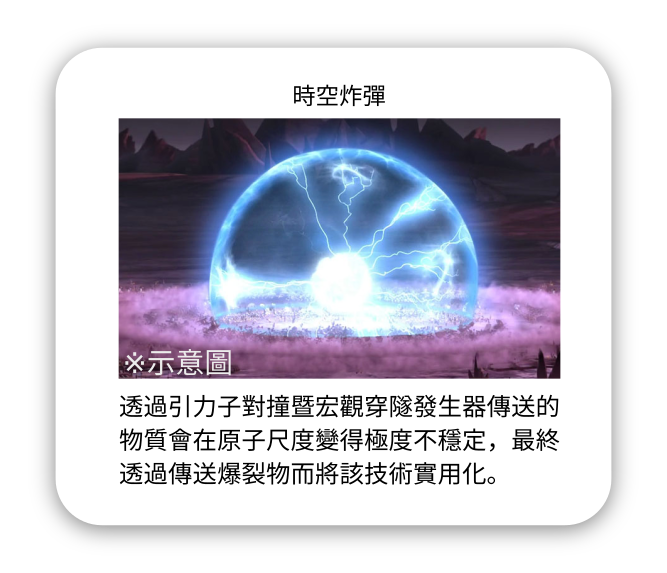 時空炸彈
※示意圖
透過引力子對撞暨宏觀穿隧發生器傳送的
物質會在原子尺度變得極度不穩定，最終
透過傳送爆裂物而將該技術實用化。